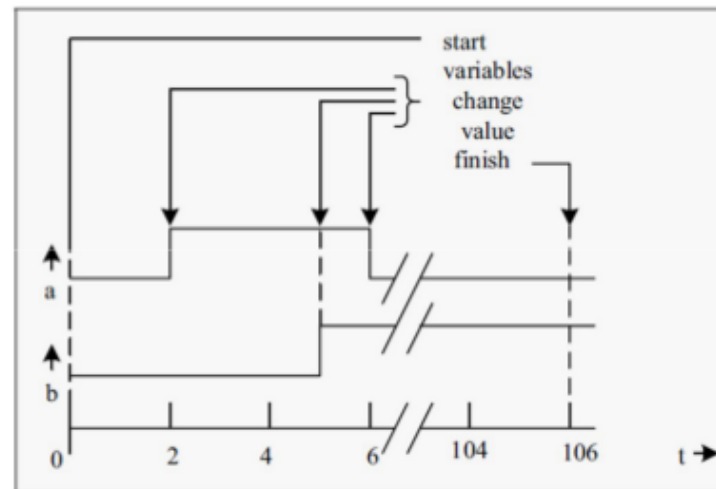 start
variables
change
value
finish
a
b
0 2 4 6 104 106 t